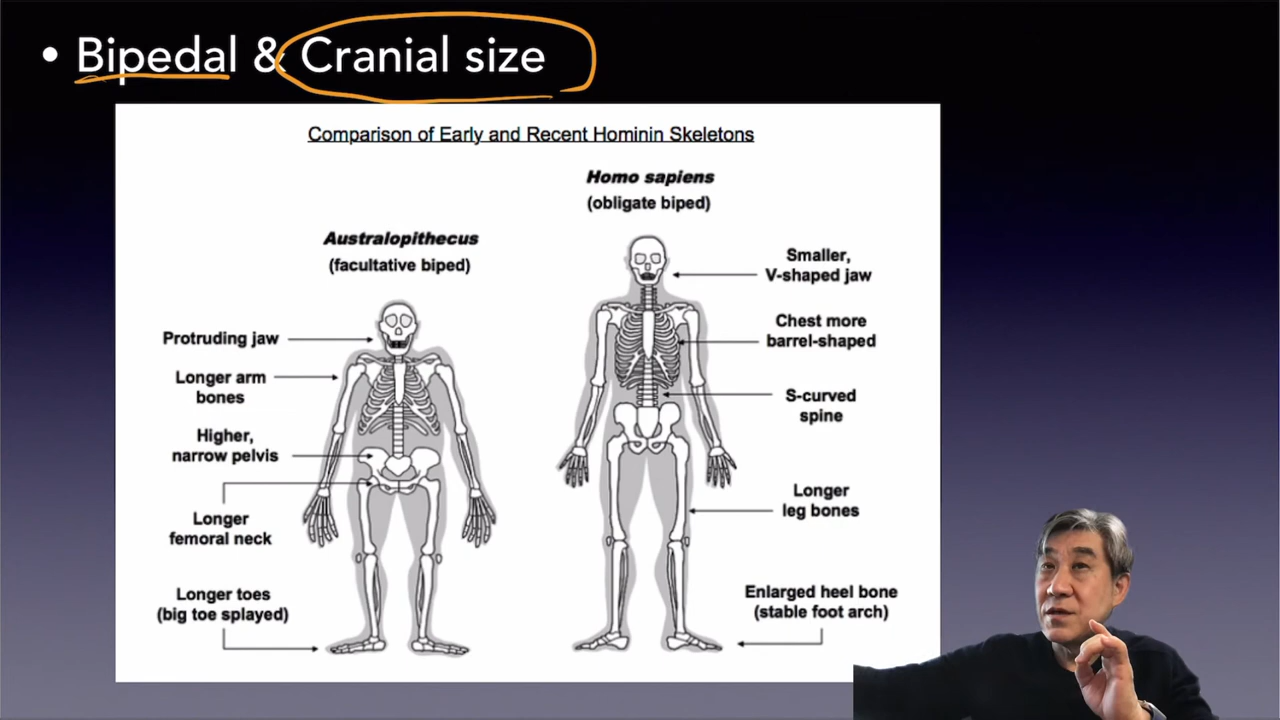 • Bipedal & Cranial size
Comparison of Early and Recent Hominin Skeletons
Homo sapiens
(obligate biped)
Australopithecus
(facultative biped)
Smaller,
V-shaped jaw
Chest more
barrel-shaped
S-curved
spine
Longer
leg bones
Enlarged heel bone
(stable foot arch)
Protruding jaw
Longer arm
bones
Higher,
narrow pelvis
Longer
femoral neck
Longer toes
(big toe splayed)